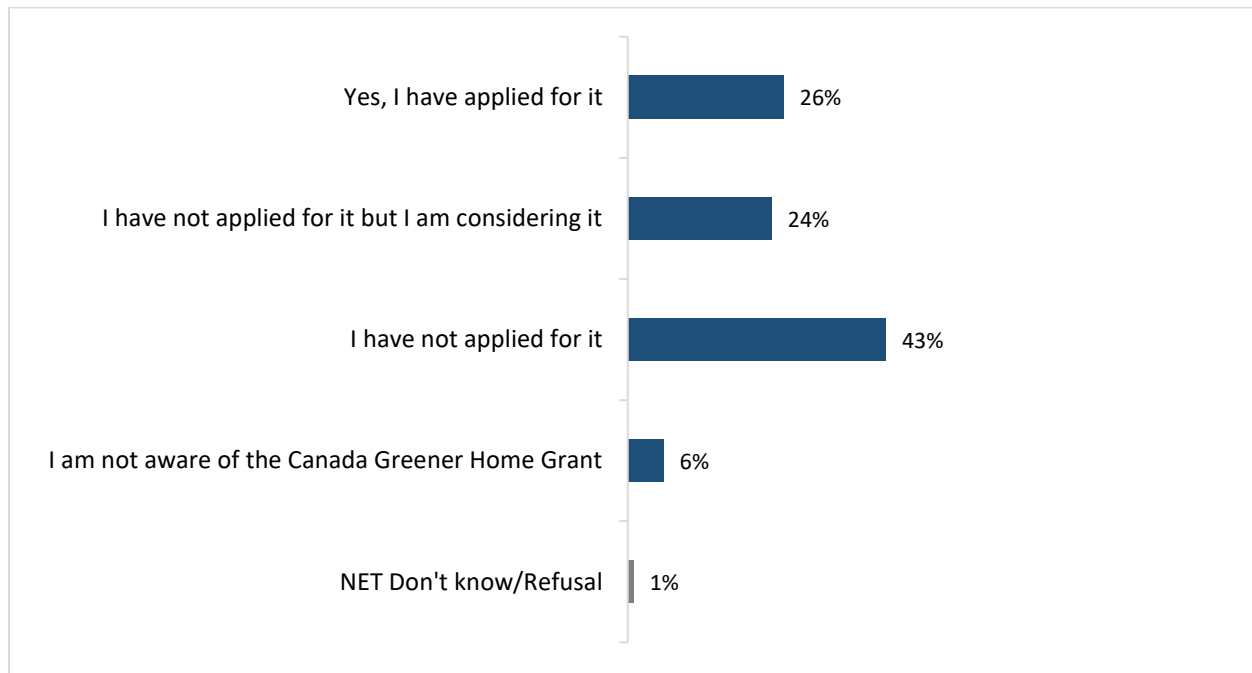 Yes, I have applied for it 26%
I have not applied for it but I am considering it 24%
I have not applied for it 43%
I am not aware of the Canada Greener Home Grant 6%
NET Don't know/Refusal 1%